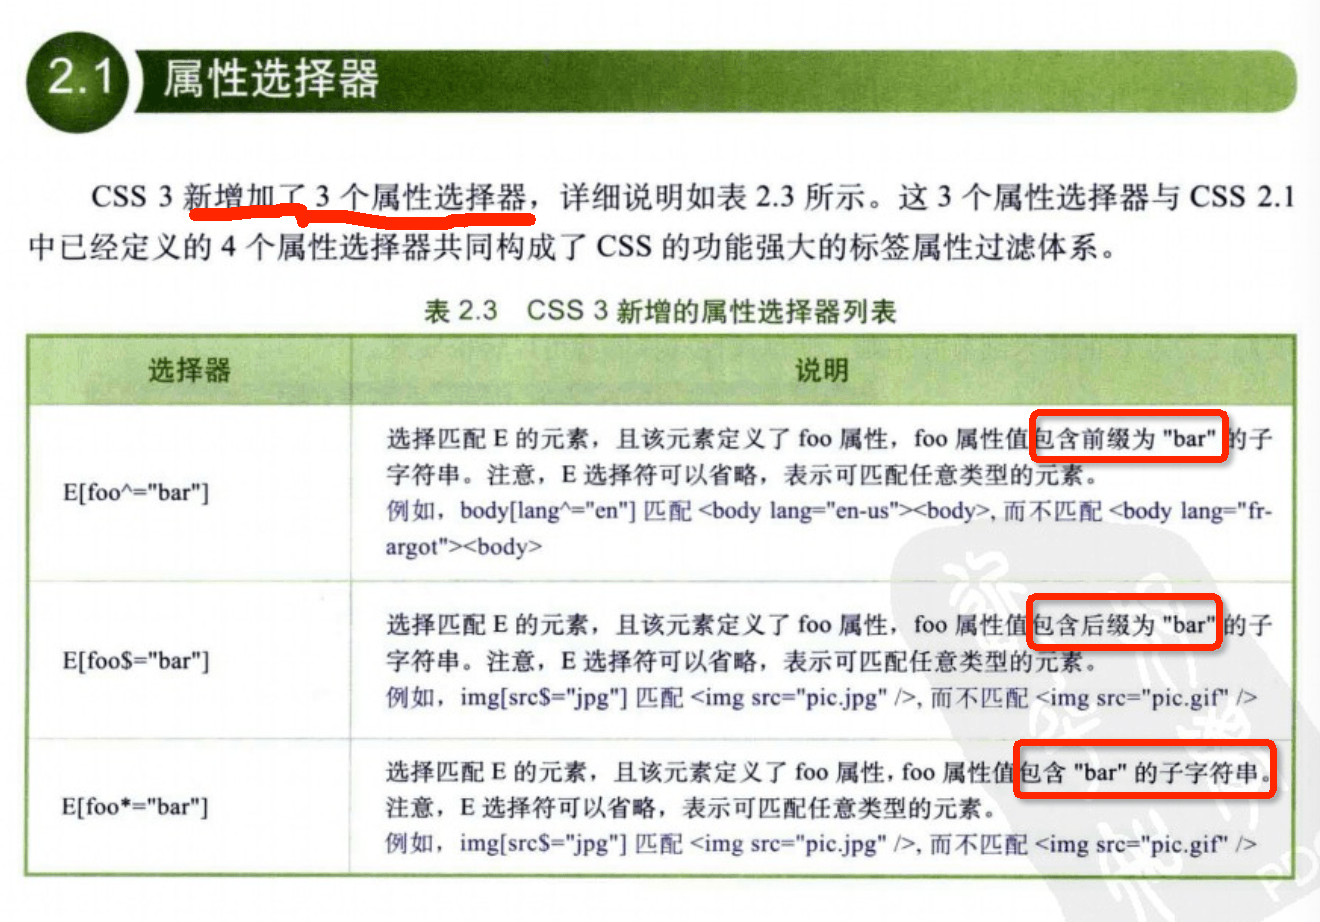 2.1 属性选择器
CSS 3 新增加了 3 个属性选择器，详细说明如表 2.3 所示。这 3 个属性选择器与 CSS 2.1
中已经定义的 4 个属性选择器共同构成了 CSS 的功能强大的标签属性过滤体系。
表 2.3 CSS 3 新增的属性选择器列表
选择器 说明
E[foo^="bar"]
选择匹配 E 的元素，且该元素定义了 foo 属性，foo 属性值包含前缀为 "bar" 的子
字符串。注意，E 选择符可以省略，表示可匹配任意类型的元素。
例如，body[lang^="en"] 匹配 <body lang="en-us"><body>, 而不匹配 <body lang="fr-
argot"><body>
E[foo$="bar"]
选择匹配 E 的元素，且该元素定义了 foo 属性，foo 属性值包含后缀为 "bar" 的子
字符串。注意，E 选择符可以省略，表示可匹配任意类型的元素。
例如，img[src$="jpg"] 匹配 <img src="pic.jpg" />, 而不匹配 <img src="pic.gif" />
E[foo*="bar"]
选择匹配 E 的元素，且该元素定义了 foo 属性，foo 属性值包含 "bar" 的子字符串。
注意，E 选择符可以省略，表示可匹配任意类型的元素。
例如，img[src$="jpg"] 匹配 <img src="pic.jpg" />, 而不匹配 <img src="pic.gif" />